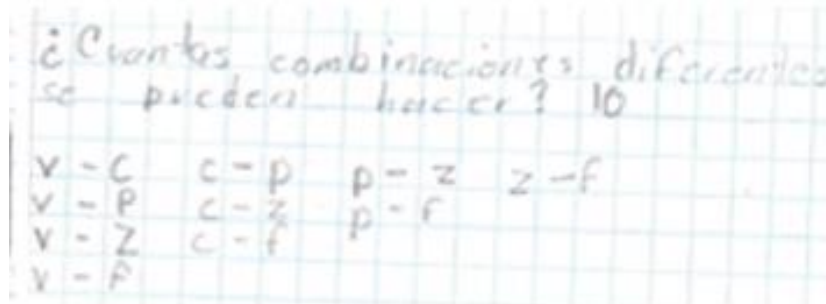 ¿Cuantas combinaciones diferentes
se pueden hacer? 10
v - c c - p p - z z - f
v - p c - z p - f
v - z c - f
v - f